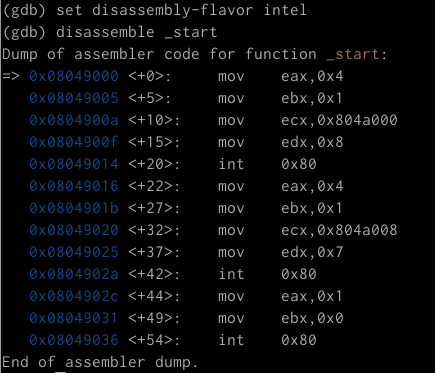 (gdb) set disassembly-flavor intel
(gdb) disassemble _start
Dump of assembler code for function _start:
=> 0x08049000 <+0>:     mov    eax,0x4
   0x08049005 <+5>:     mov    ebx,0x1
   0x0804900a <+10>:    mov    ecx,0x804a000
   0x0804900f <+15>:    mov    edx,0x8
   0x08049014 <+20>:    int    0x80
   0x08049016 <+22>:    mov    eax,0x4
   0x0804901b <+27>:    mov    ebx,0x1
   0x08049020 <+32>:    mov    ecx,0x804a008
   0x08049025 <+37>:    mov    edx,0x7
   0x0804902a <+42>:    int    0x80
   0x0804902c <+44>:    mov    eax,0x1
   0x08049031 <+49>:    mov    ebx,0x0
   0x08049036 <+54>:    int    0x80
End of assembler dump.